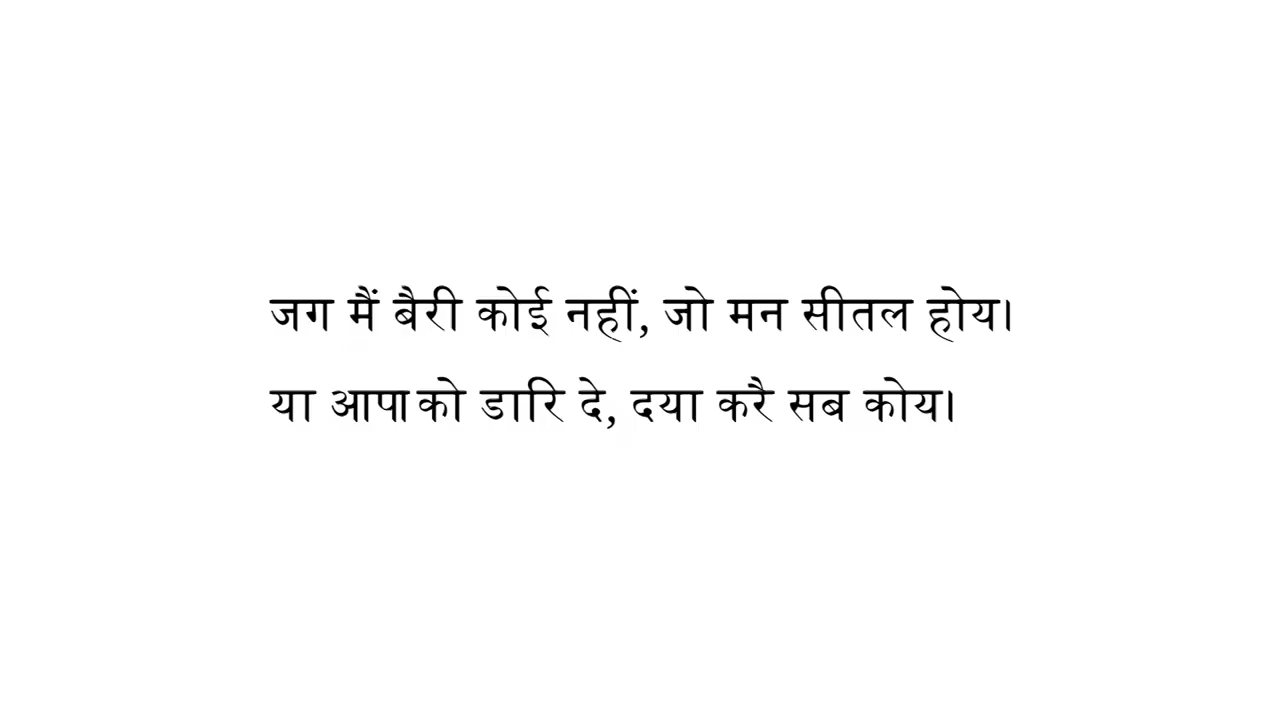 जग मैं बैरी कोई नहीं, जो मन सीतल होय।
या आपा को डारि दे, दया करै सब कोय।